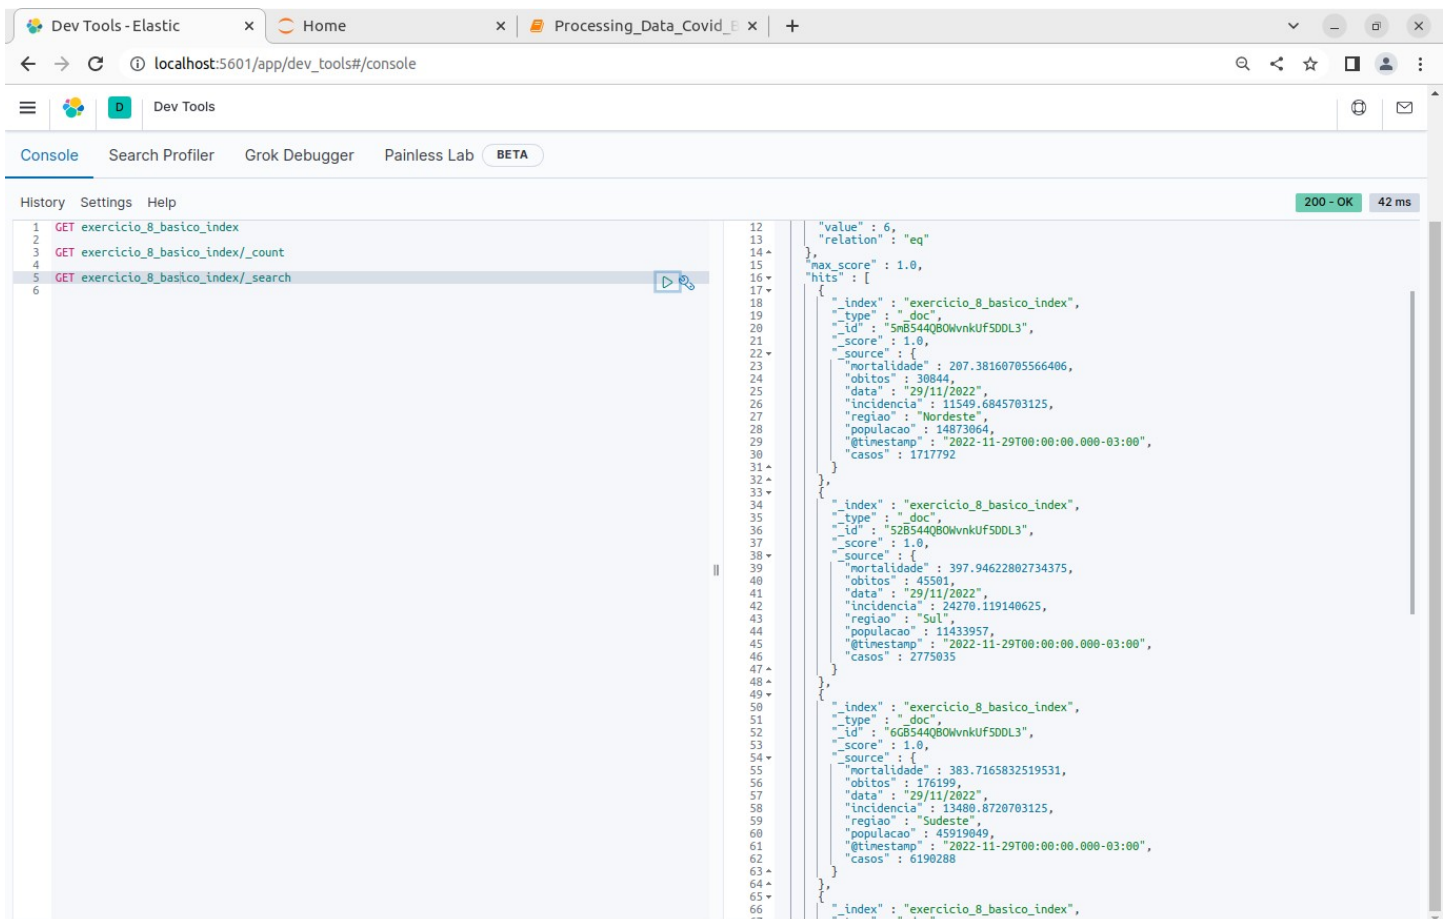 Dev Tools - Elastic
Home
Processing_Data_Covid_B
localhost:5601/app/dev_tools#/console
D
Dev Tools
Console Search Profiler Grok Debugger Painless Lab BETA
History Settings Help
200 - OK 42 ms
1 GET exercicio_8_basico_index
2
3 GET exercicio_8_basico_index/_count
4
5 GET exercicio_8_basico_index/_search
6
12 "value" : 6,
13 "relation" : "eq"
14 },
15 "max_score" : 1.0,
16 "hits" : [
17 {
18 "_index" : "exercicio_8_basico_index",
19 "_type" : "_doc",
20 "_id" : "5mB544QBOWvnkUf5DDL3",
21 "_score" : 1.0,
22 "_source" : {
23 "mortalidade" : 207.38160705566406,
24 "obitos" : 30844,
25 "data" : "29/11/2022",
26 "incidencia" : 11549.6845703125,
27 "regiao" : "Nordeste",
28 "populacao" : 14873064,
29 "@timestamp" : "2022-11-29T00:00:00.000-03:00",
30 "casos" : 1717792
31 }
32 },
33 {
34 "_index" : "exercicio_8_basico_index",
35 "_type" : "_doc",
36 "_id" : "52B544QBOWvnkUf5DDL3",
37 "_score" : 1.0,
38 "_source" : {
39 "mortalidade" : 397.94622802734375,
40 "obitos" : 45501,
41 "data" : "29/11/2022",
42 "incidencia" : 24270.119140625,
43 "regiao" : "Sul",
44 "populacao" : 11433957,
45 "@timestamp" : "2022-11-29T00:00:00.000-03:00",
46 "casos" : 2775035
47 }
48 },
49 {
50 "_index" : "exercicio_8_basico_index",
51 "_type" : "_doc",
52 "_id" : "6GB544QBOWvnkUf5DDL3",
53 "_score" : 1.0,
54 "_source" : {
55 "mortalidade" : 383.7165832519531,
56 "obitos" : 176199,
57 "data" : "29/11/2022",
58 "incidencia" : 13480.8720703125,
59 "regiao" : "Sudeste",
60 "populacao" : 45919049,
61 "@timestamp" : "2022-11-29T00:00:00.000-03:00",
62 "casos" : 6190288
63 }
64 },
65 {
66 "_index" : "exercicio_8_basico_index",